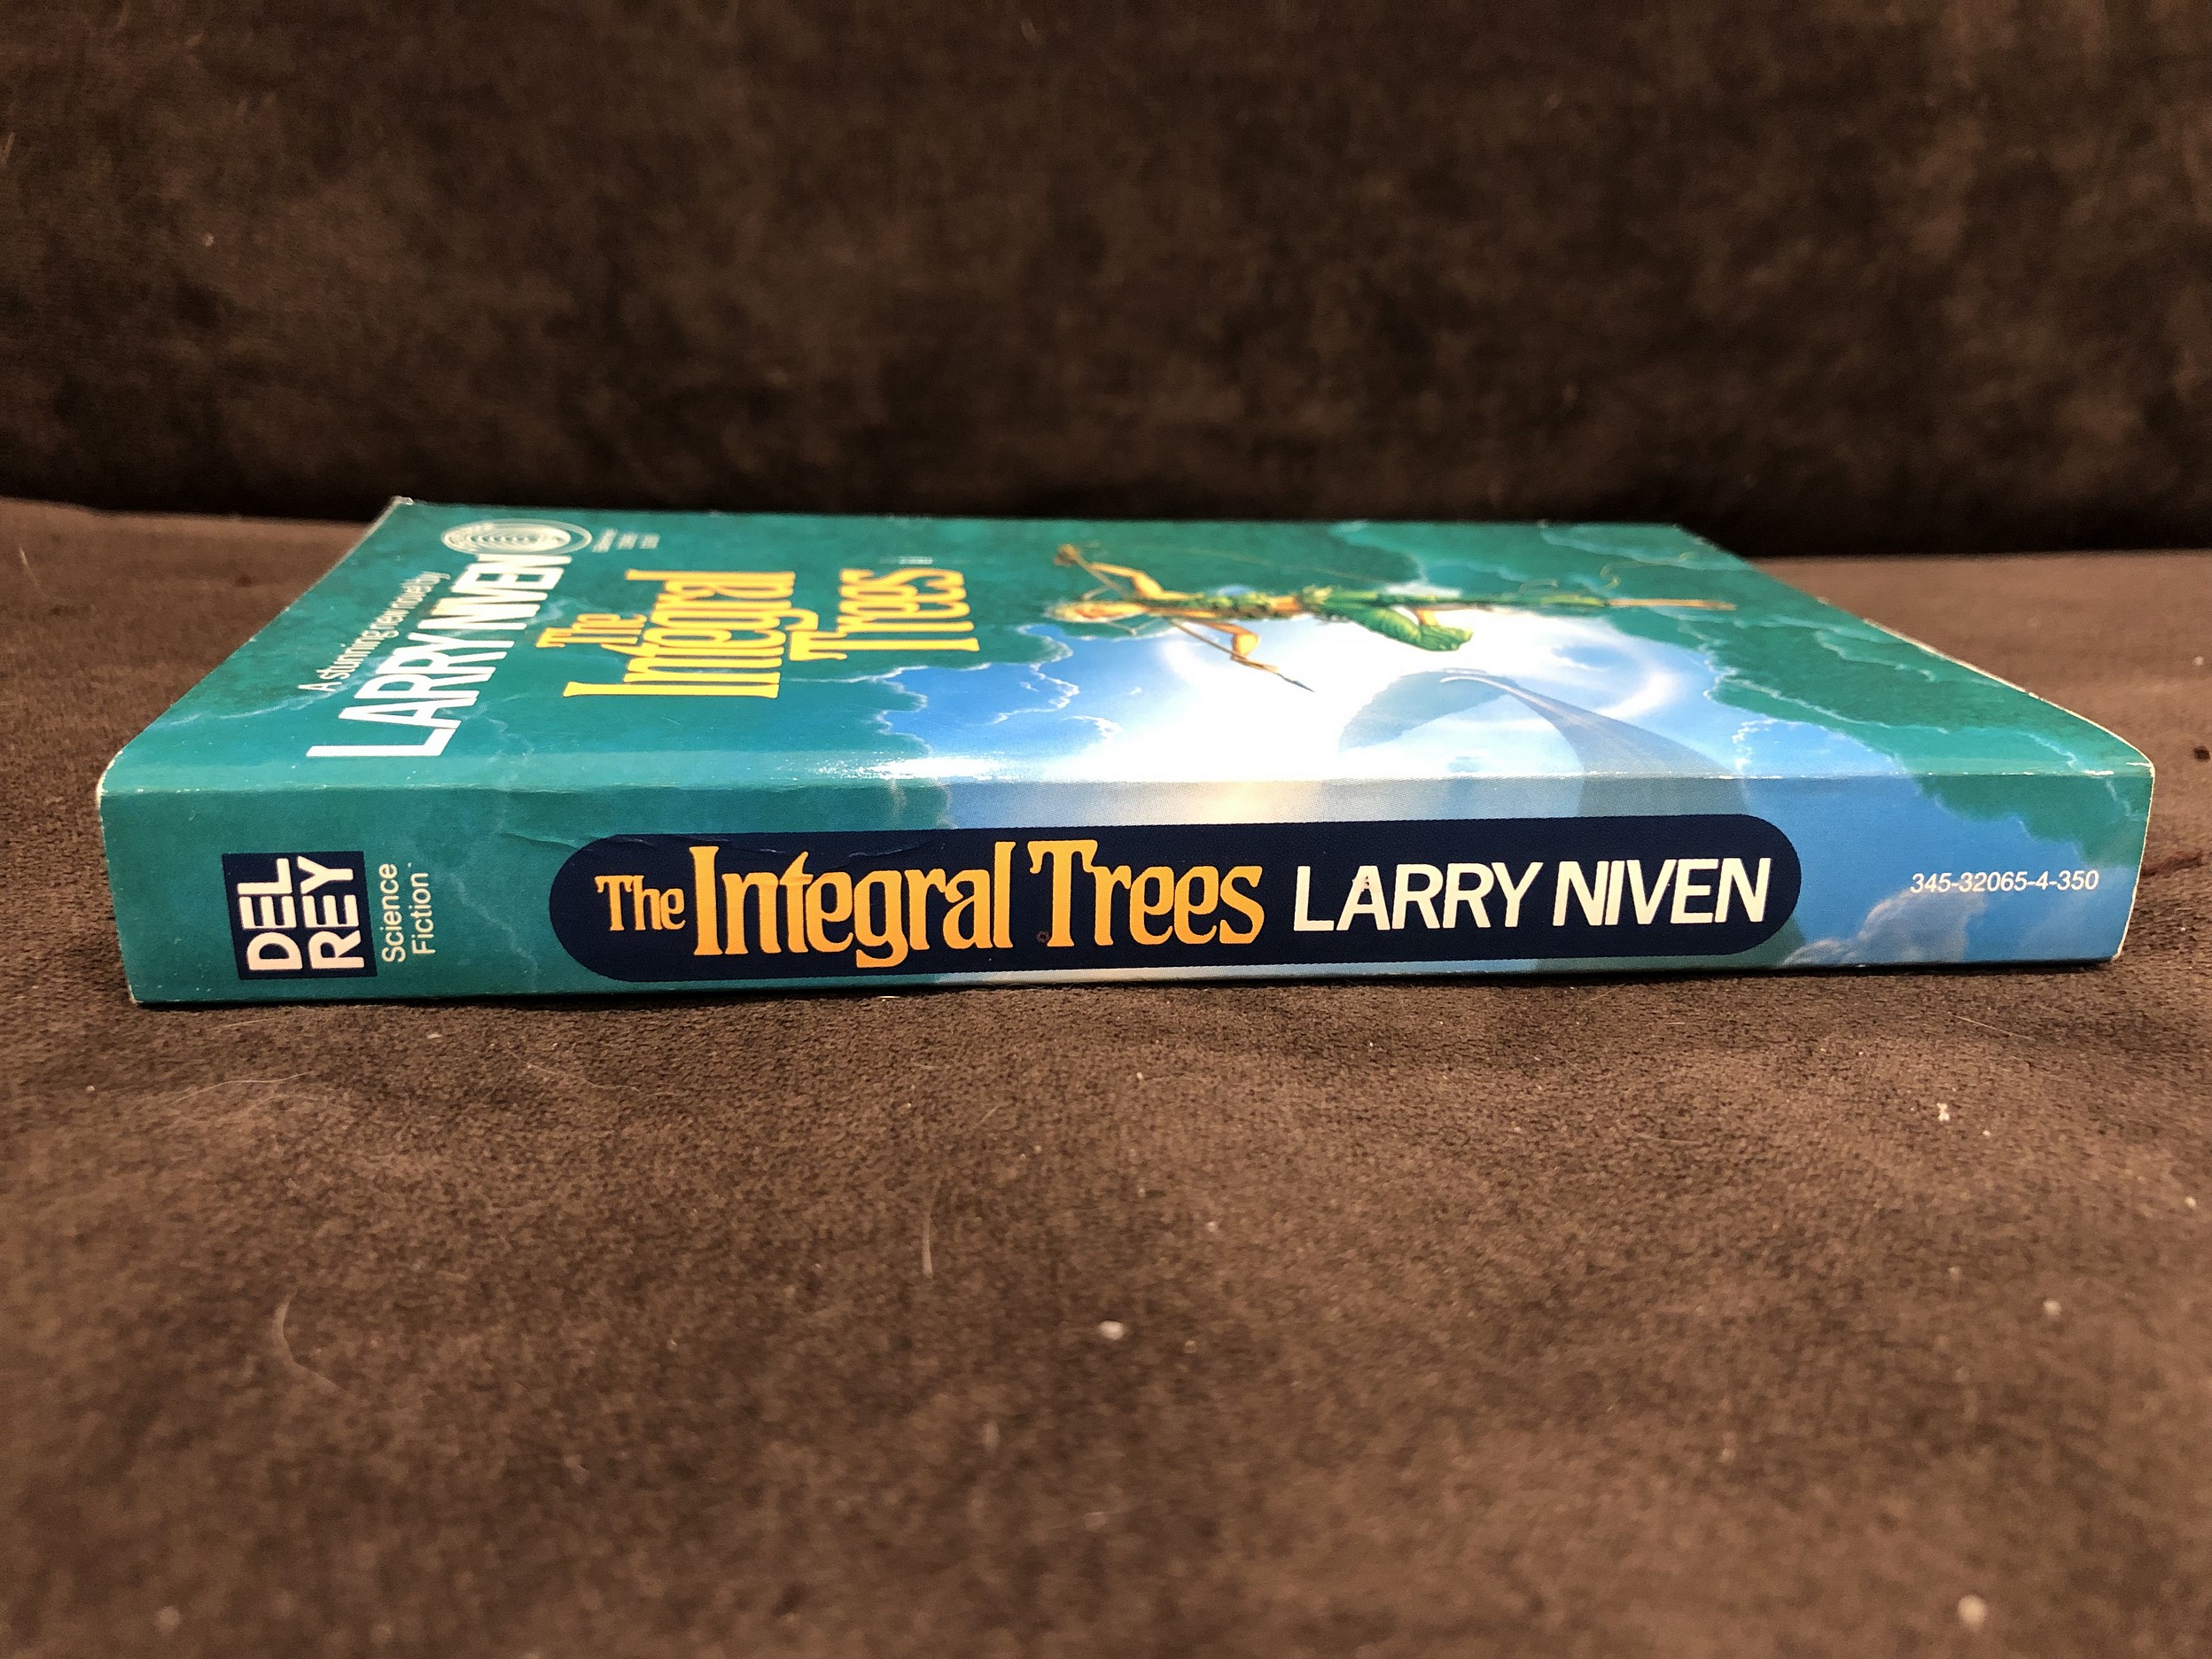 A stunning new novel by
LARRY NIVEN
The
Integral
Trees
DEL
REY
Science
Fiction
The Integral Trees LARRY NIVEN
345-32065-4-350